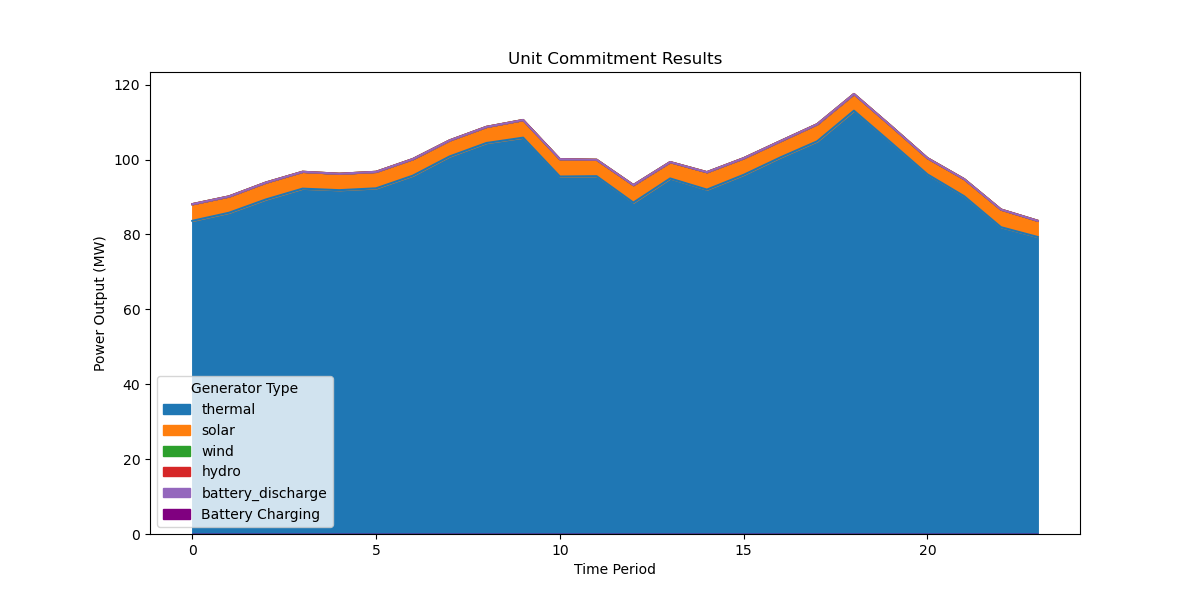 Unit Commitment Results
Power Output (MW)
120
100
80
60
40
20
0
Generator Type
thermal
solar
wind
hydro
battery_discharge
Battery Charging
0 5 10 15 20
Time Period